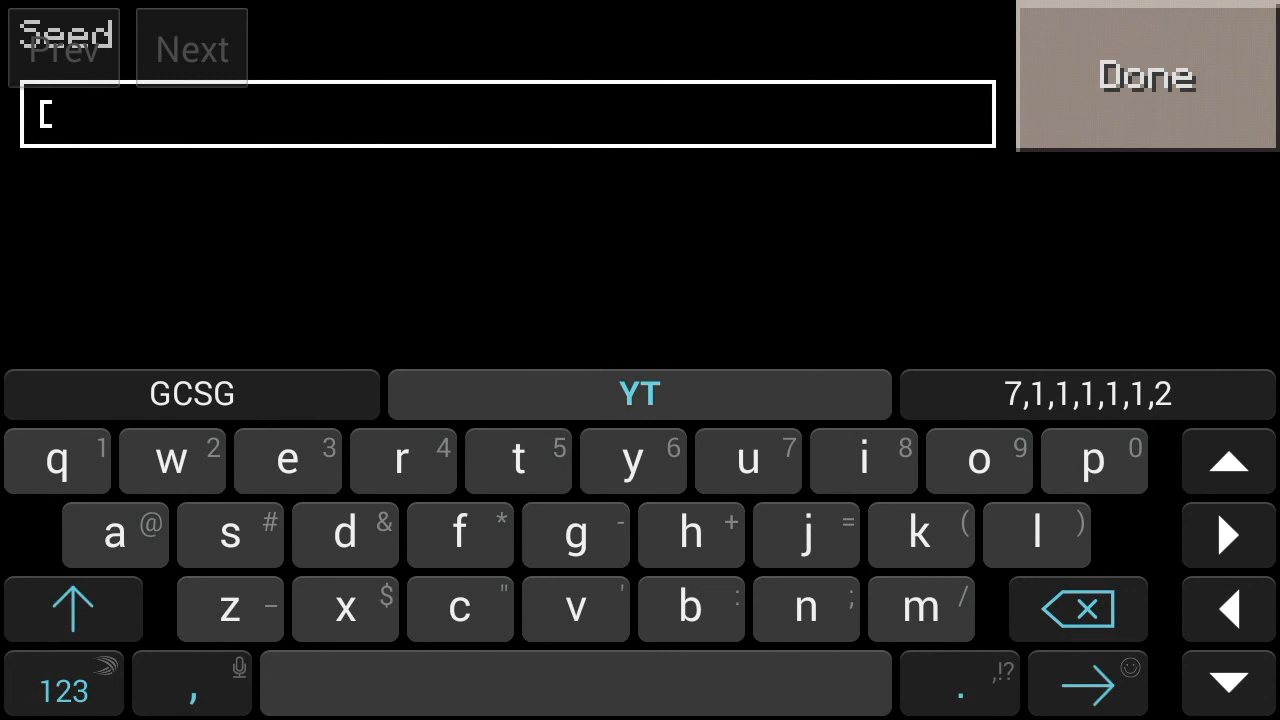 Seed
Prev Next
Done
[
GCSG YT 7,1,1,1,1,1,2
q 1 w 2 e 3 r 4 t 5 y 6 u 7 i 8 o 9 p 0
a @ s # d & f * g - h + j = k ( l )
z _ x $ c " v ' b : n ; m /
123 , . ,!?